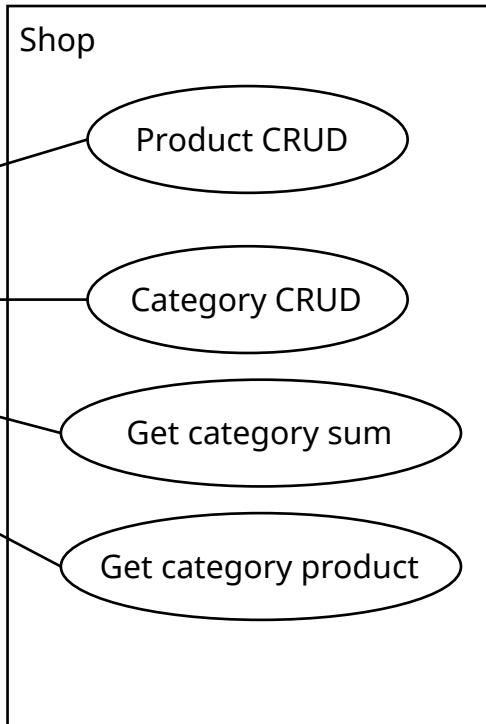 Shop
Product CRUD
Category CRUD
Get category sum
Get category product